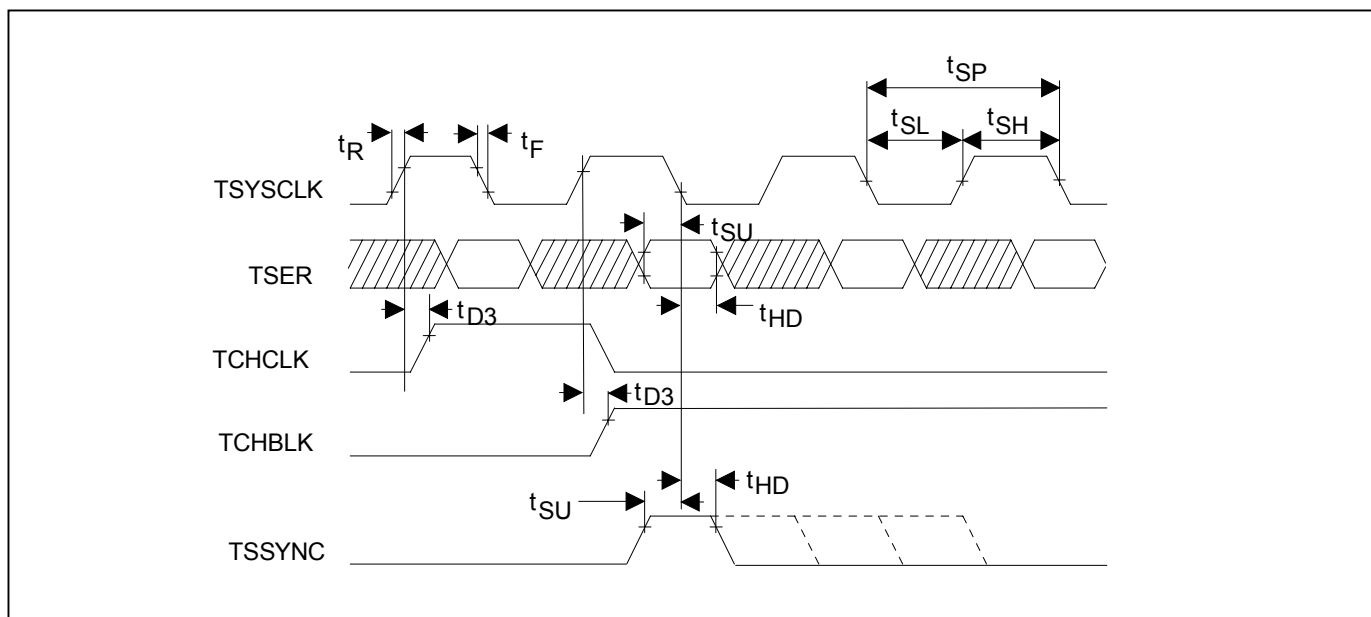 tSP
tSL
tSH
tR
tF
TSYSCLK
tSU
TSER
tD3
tHD
TCHCLK
tD3
TCHBLK
tHD
tSU
TSSYNC